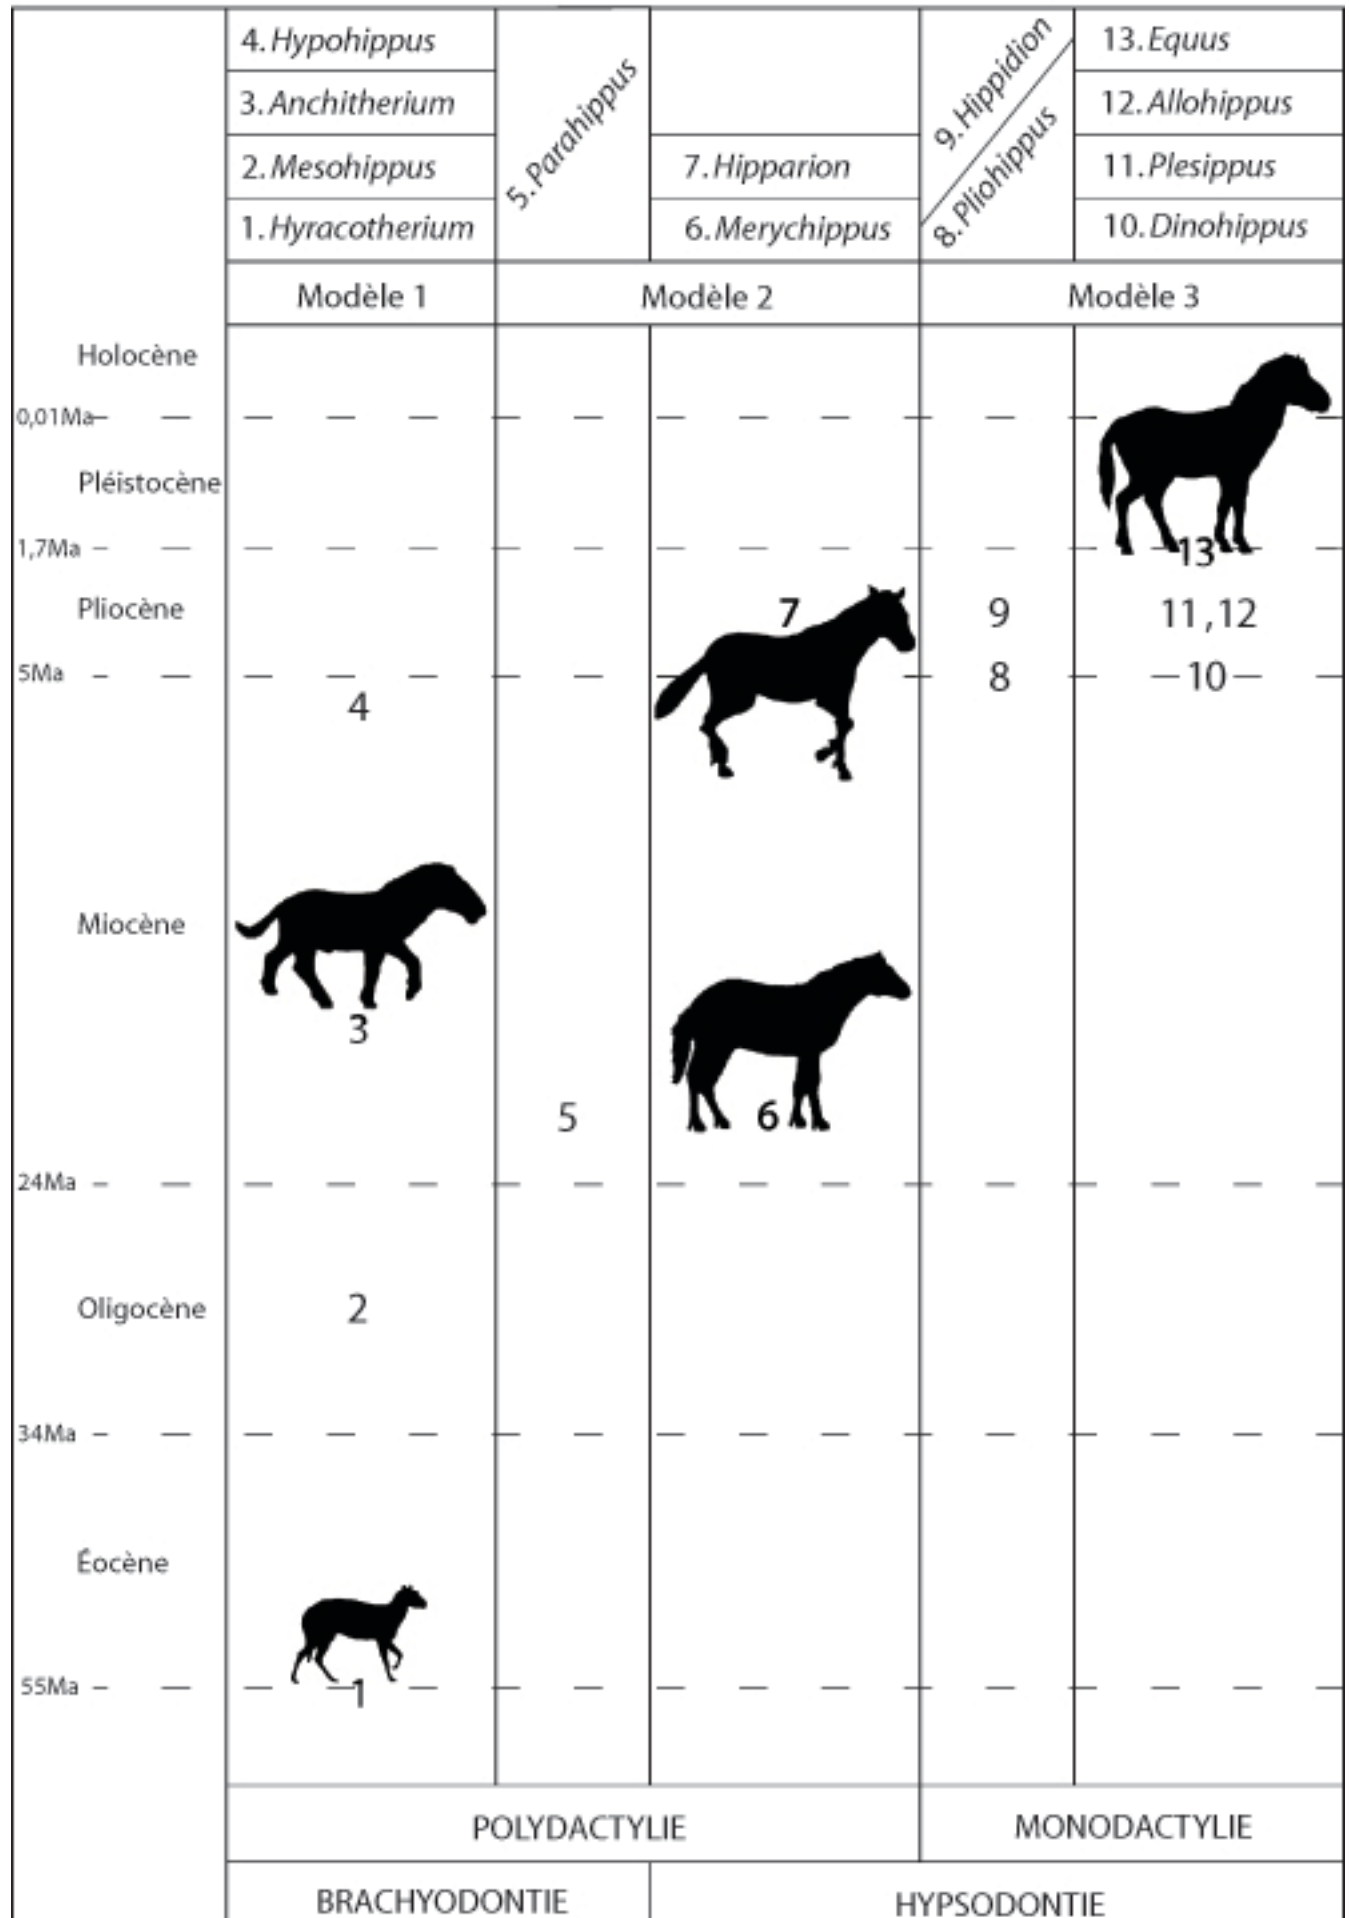 4. Hypohippus
3. Anchitherium
2. Mesohippus
1. Hyracotherium
5. Parahippus
7. Hipparion
6. Merychippus
9. Hippidion
8. Pliohippus
13. Equus
12. Allohippus
11. Plesippus
10. Dinohippus
Modèle 1
Modèle 2
Modèle 3
Holocène
0,01Ma
Pléistocène
1,7Ma
13
Pliocène
7
9
11,12
5Ma
8
10
4
Miocène
3
5
6
24Ma
Oligocène
2
34Ma
Éocène
55Ma
1
POLYDACTYLIE
MONODACTYLIE
BRACHYODONTIE
HYPSODONTIE